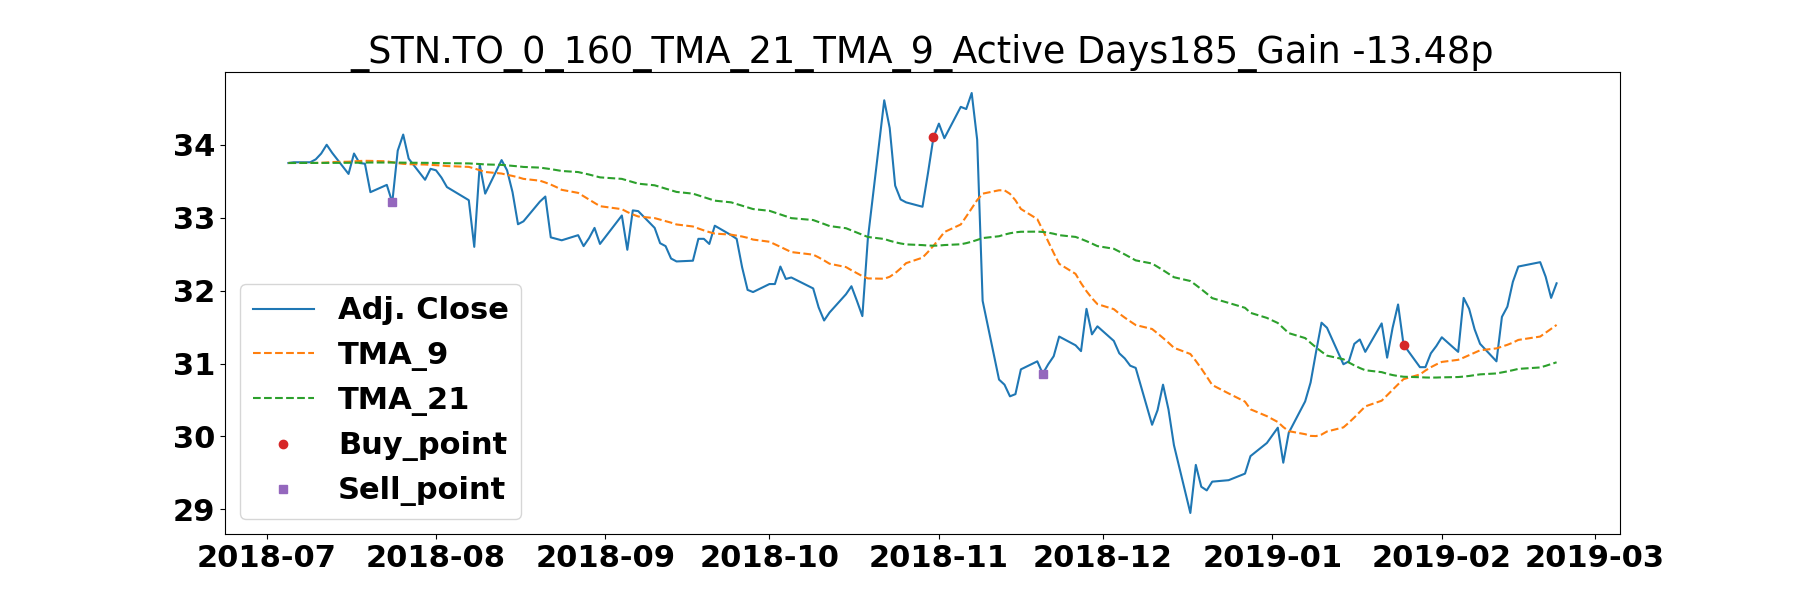 _STN.TO_0_160_TMA_21_TMA_9_Active Days185_Gain -13.48p
34
33
32
31
30
29
Adj. Close
TMA_9
TMA_21
Buy_point
Sell_point
2018-07 2018-08 2018-09 2018-10 2018-11 2018-12 2019-01 2019-02 2019-03